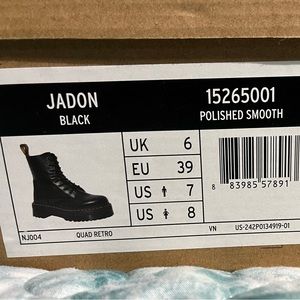 JADON
BLACK
15265001
POLISHED SMOOTH
UK 6
EU 39
US 7
US 8
8 83985 57891
NJ004
QUAD RETRO
VN
US-242P0134919-01